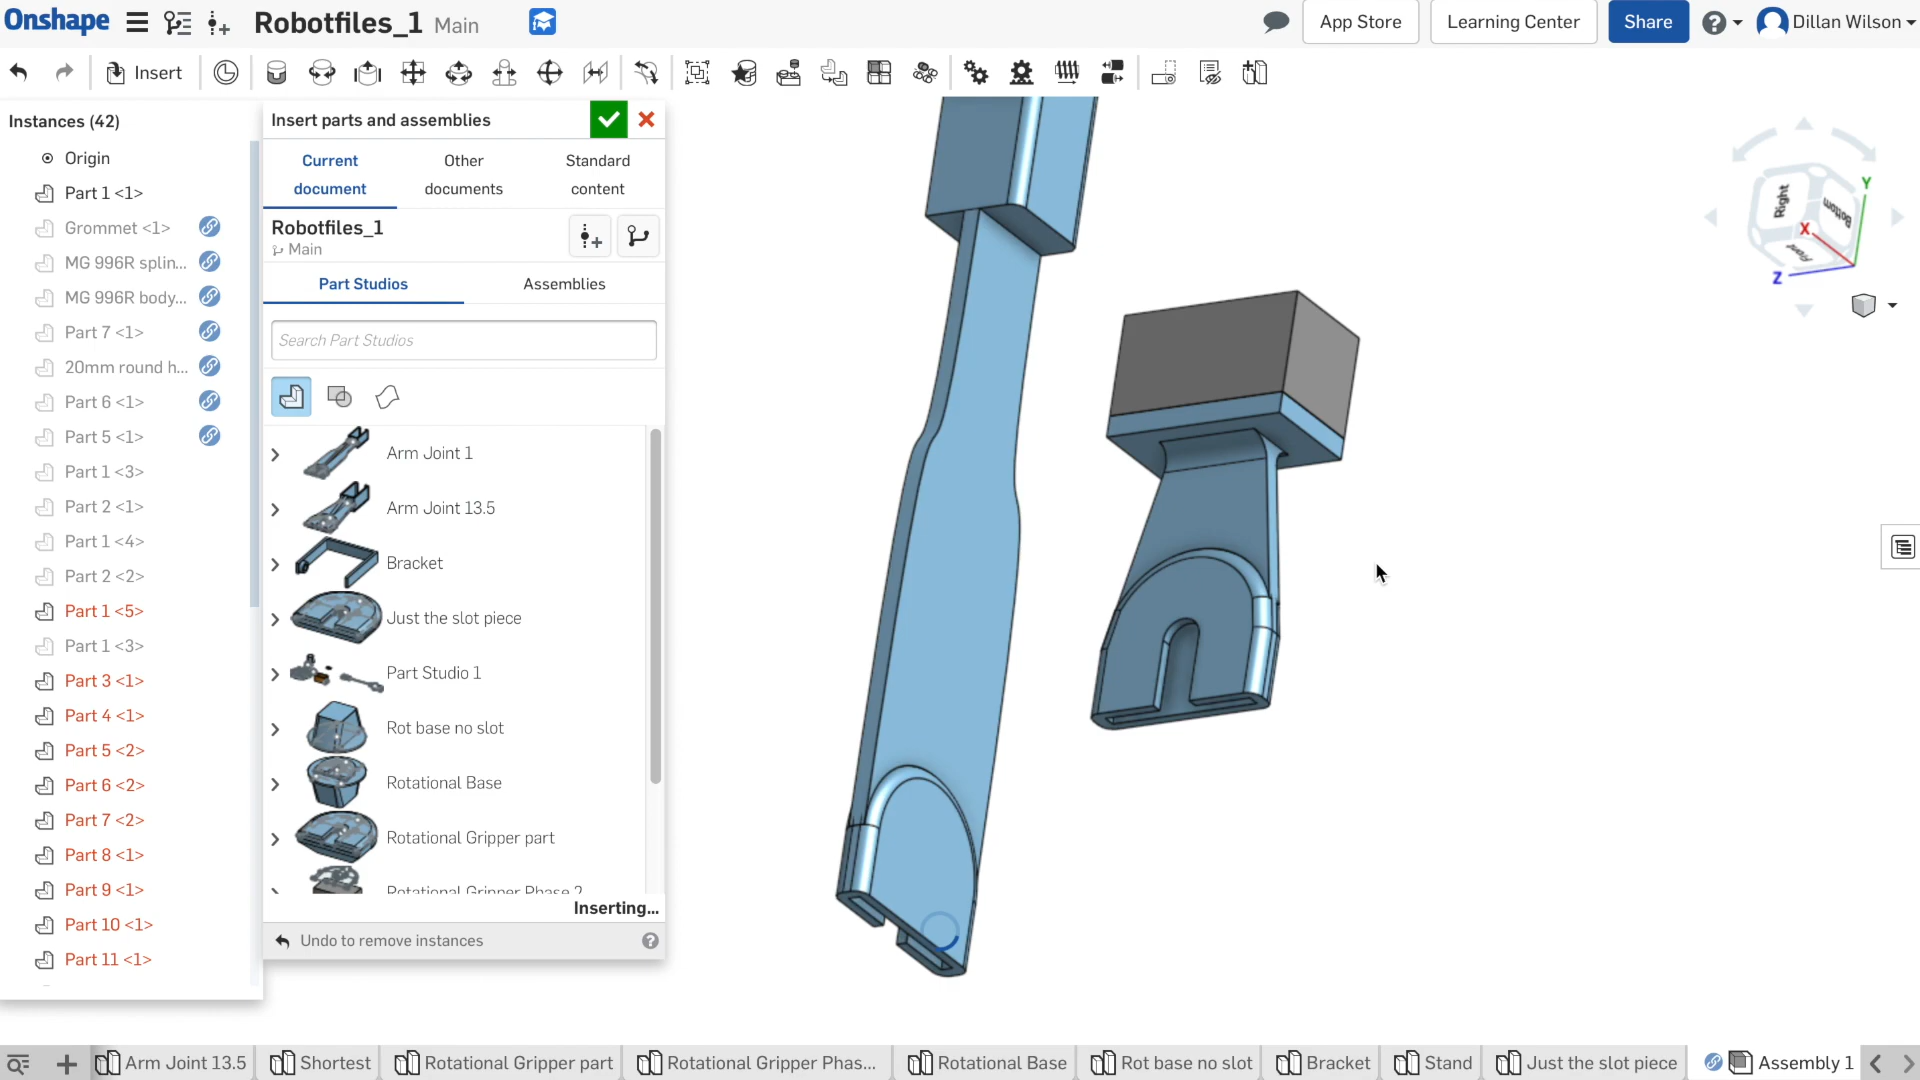 Onshape
Robotfiles_1 Main
App Store
Learning Center
Share
Dillan Wilson
Insert
Instances (42)
Origin
Part 1 <1>
Grommet <1>
MG 996R splin...
MG 996R body...
Part 7 <1>
20mm round h...
Part 6 <1>
Part 5 <1>
Part 1 <3>
Part 2 <1>
Part 1 <4>
Part 2 <2>
Part 1 <5>
Part 1 <3>
Part 3 <1>
Part 4 <1>
Part 5 <2>
Part 6 <2>
Part 7 <2>
Part 8 <1>
Part 9 <1>
Part 10 <1>
Part 11 <1>
Insert parts and assemblies
Current document
Other documents
Standard content
Robotfiles_1
Main
Part Studios
Assemblies
Search Part Studios
Arm Joint 1
Arm Joint 13.5
Bracket
Just the slot piece
Part Studio 1
Rot base no slot
Rotational Base
Rotational Gripper part
Rotational Gripper Phase 2
Inserting...
Undo to remove instances
Right
Bottom
Front
X
Y
Z
Arm Joint 13.5
Shortest
Rotational Gripper part
Rotational Gripper Phas...
Rotational Base
Rot base no slot
Bracket
Stand
Just the slot piece
Assembly 1